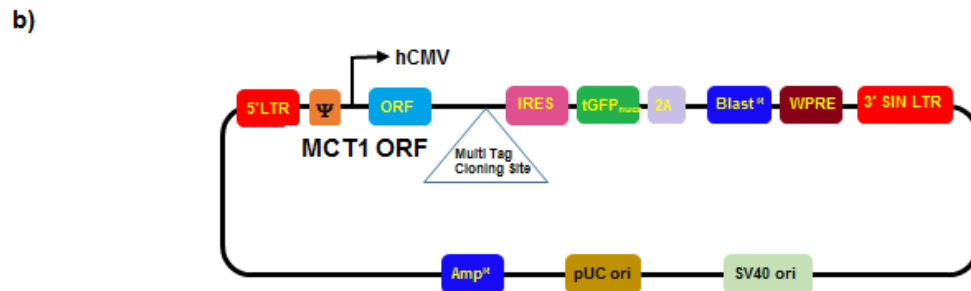 b)
hCMV
5'LTR Ψ ORF IRES tGFP 2A Blast R WPRE 3' SIN LTR
MCT1 ORF
Multi Tag
Cloning Site
Amp R pUC ori SV40 ori